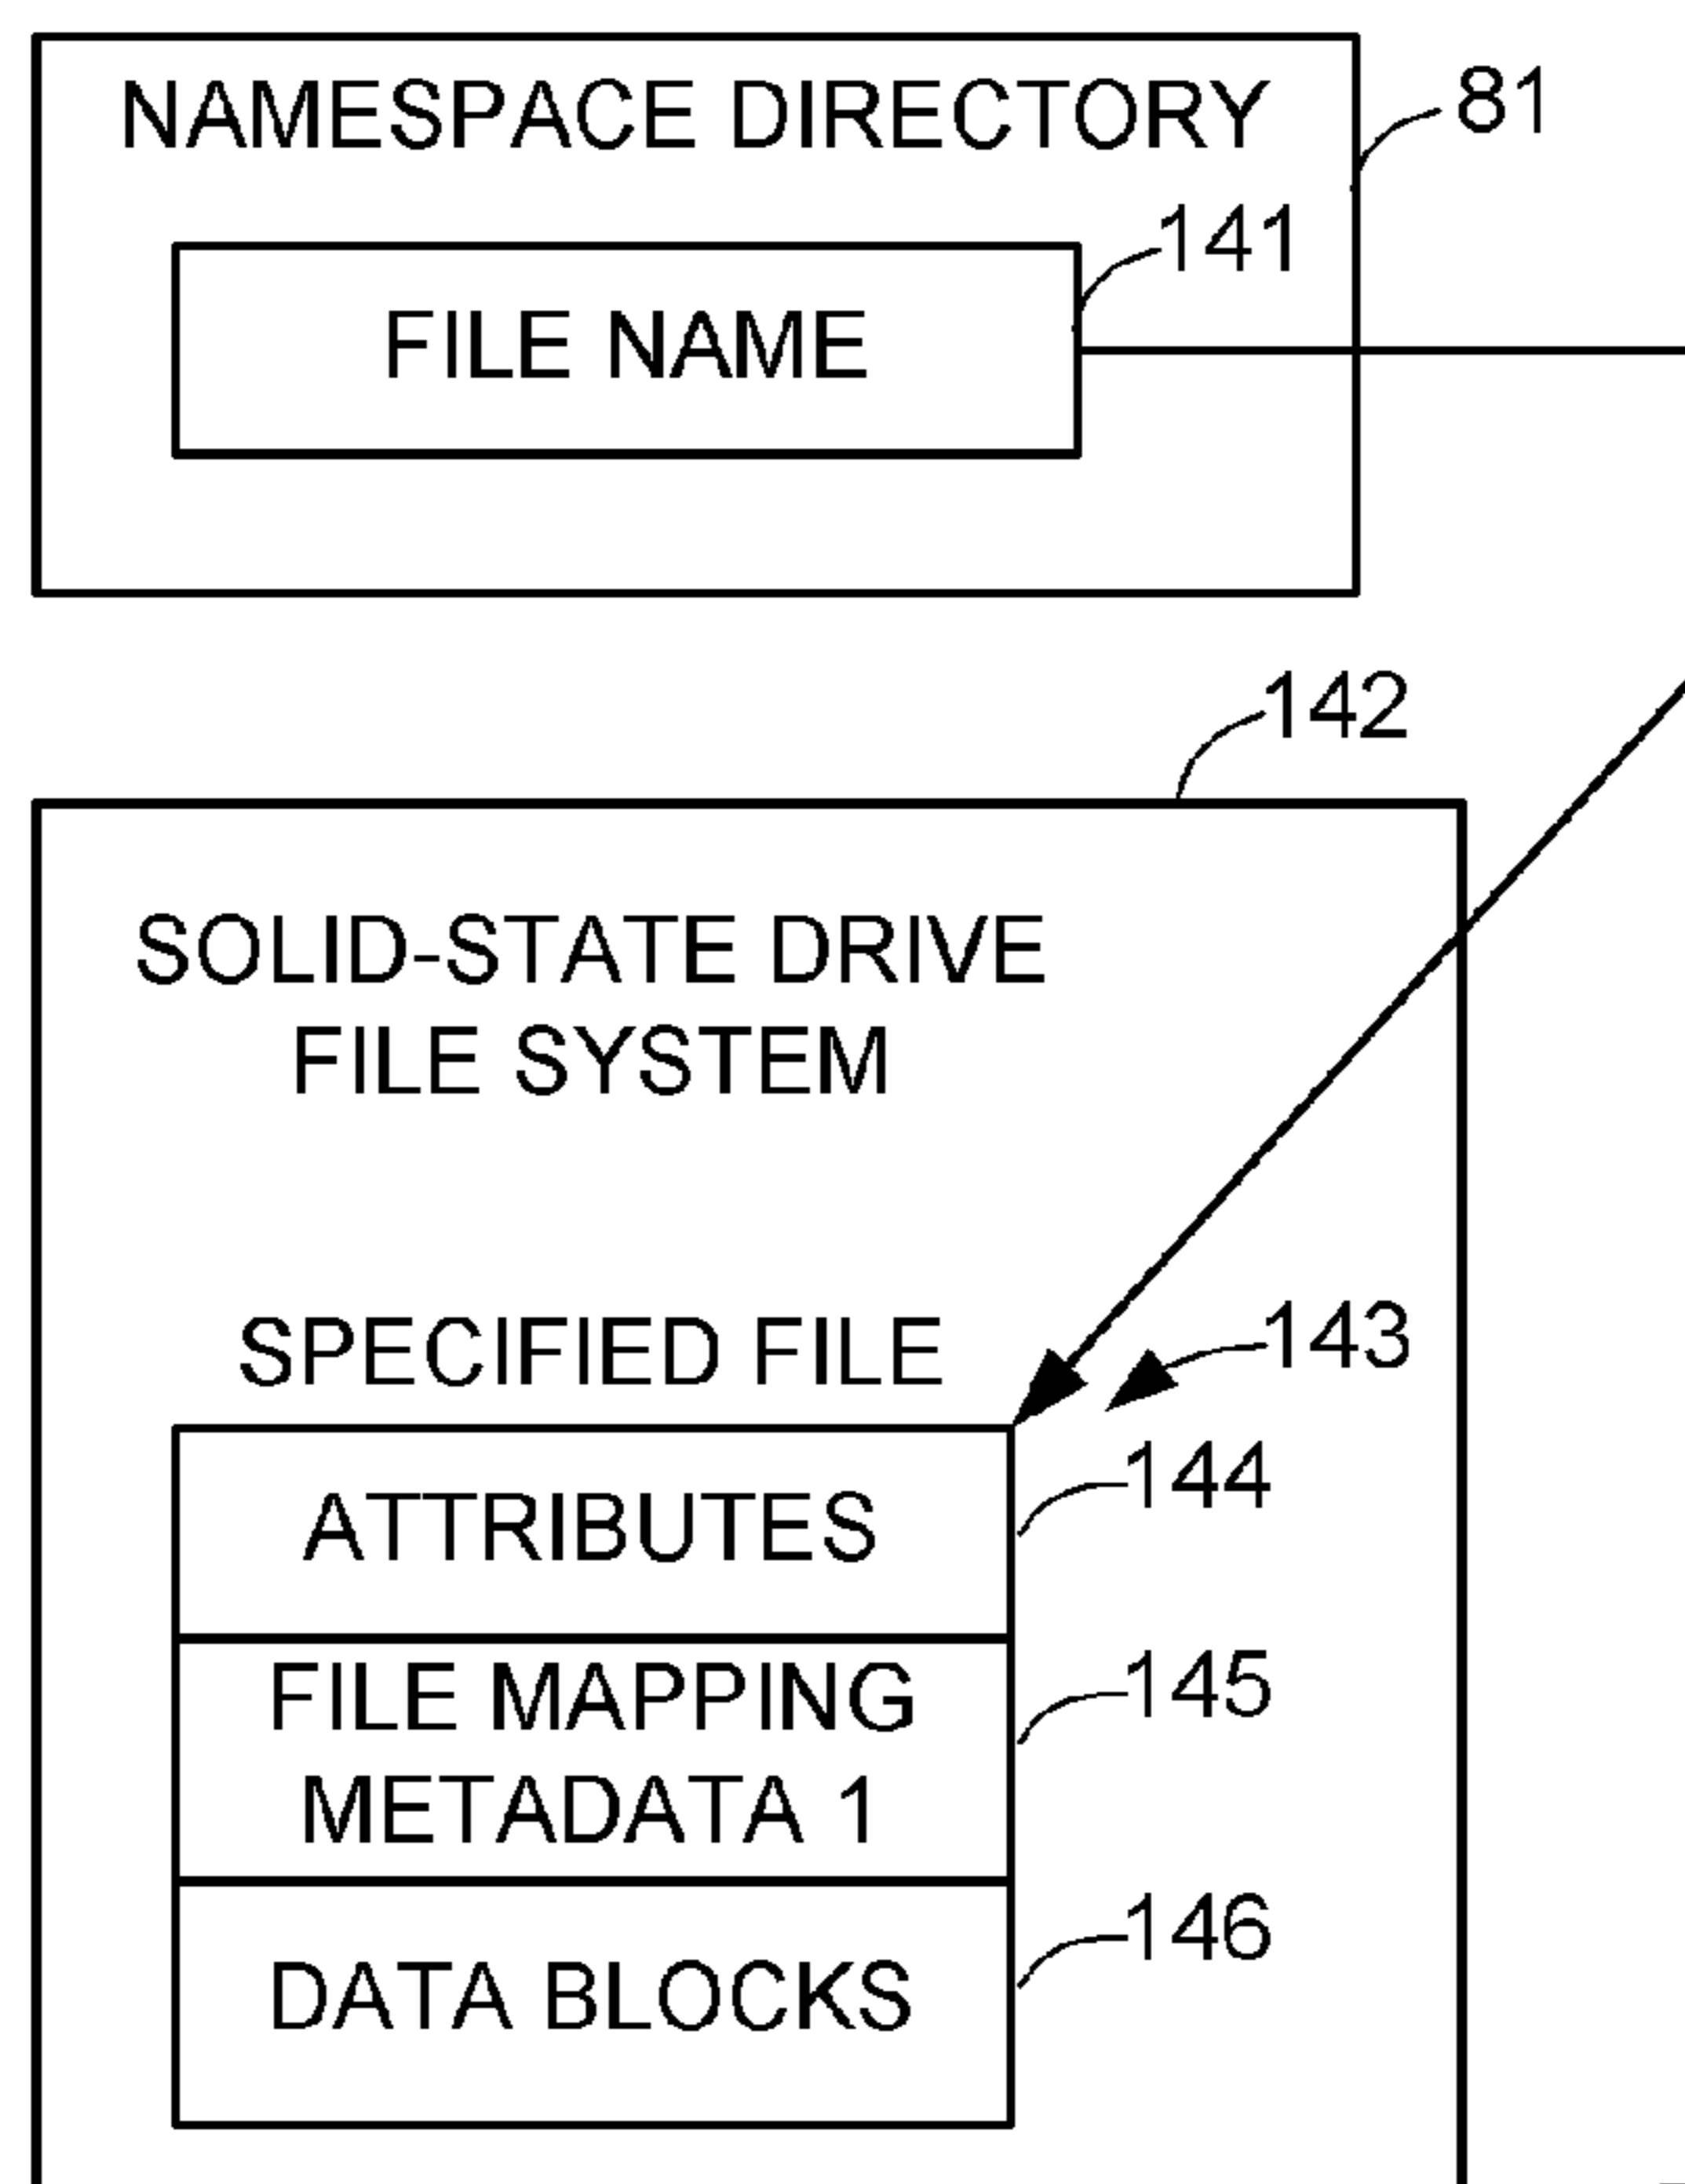 NAMESPACE DIRECTORY
81
141
FILE NAME
142
SOLID-STATE DRIVE
FILE SYSTEM
SPECIFIED FILE
143
ATTRIBUTES
144
FILE MAPPING
METADATA 1
145
DATA BLOCKS
146